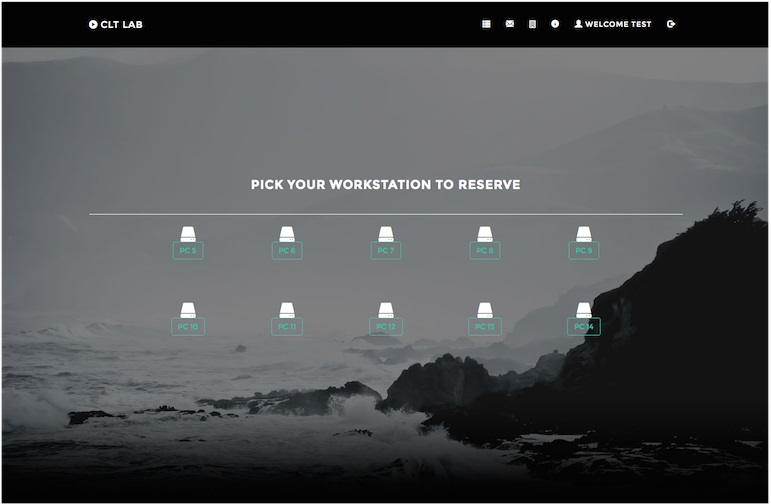 CLT LAB
WELCOME TEST
PICK YOUR WORKSTATION TO RESERVE
PC 5 PC 6 PC 7 PC 8 PC 9
PC 10 PC 11 PC 12 PC 13 PC 14